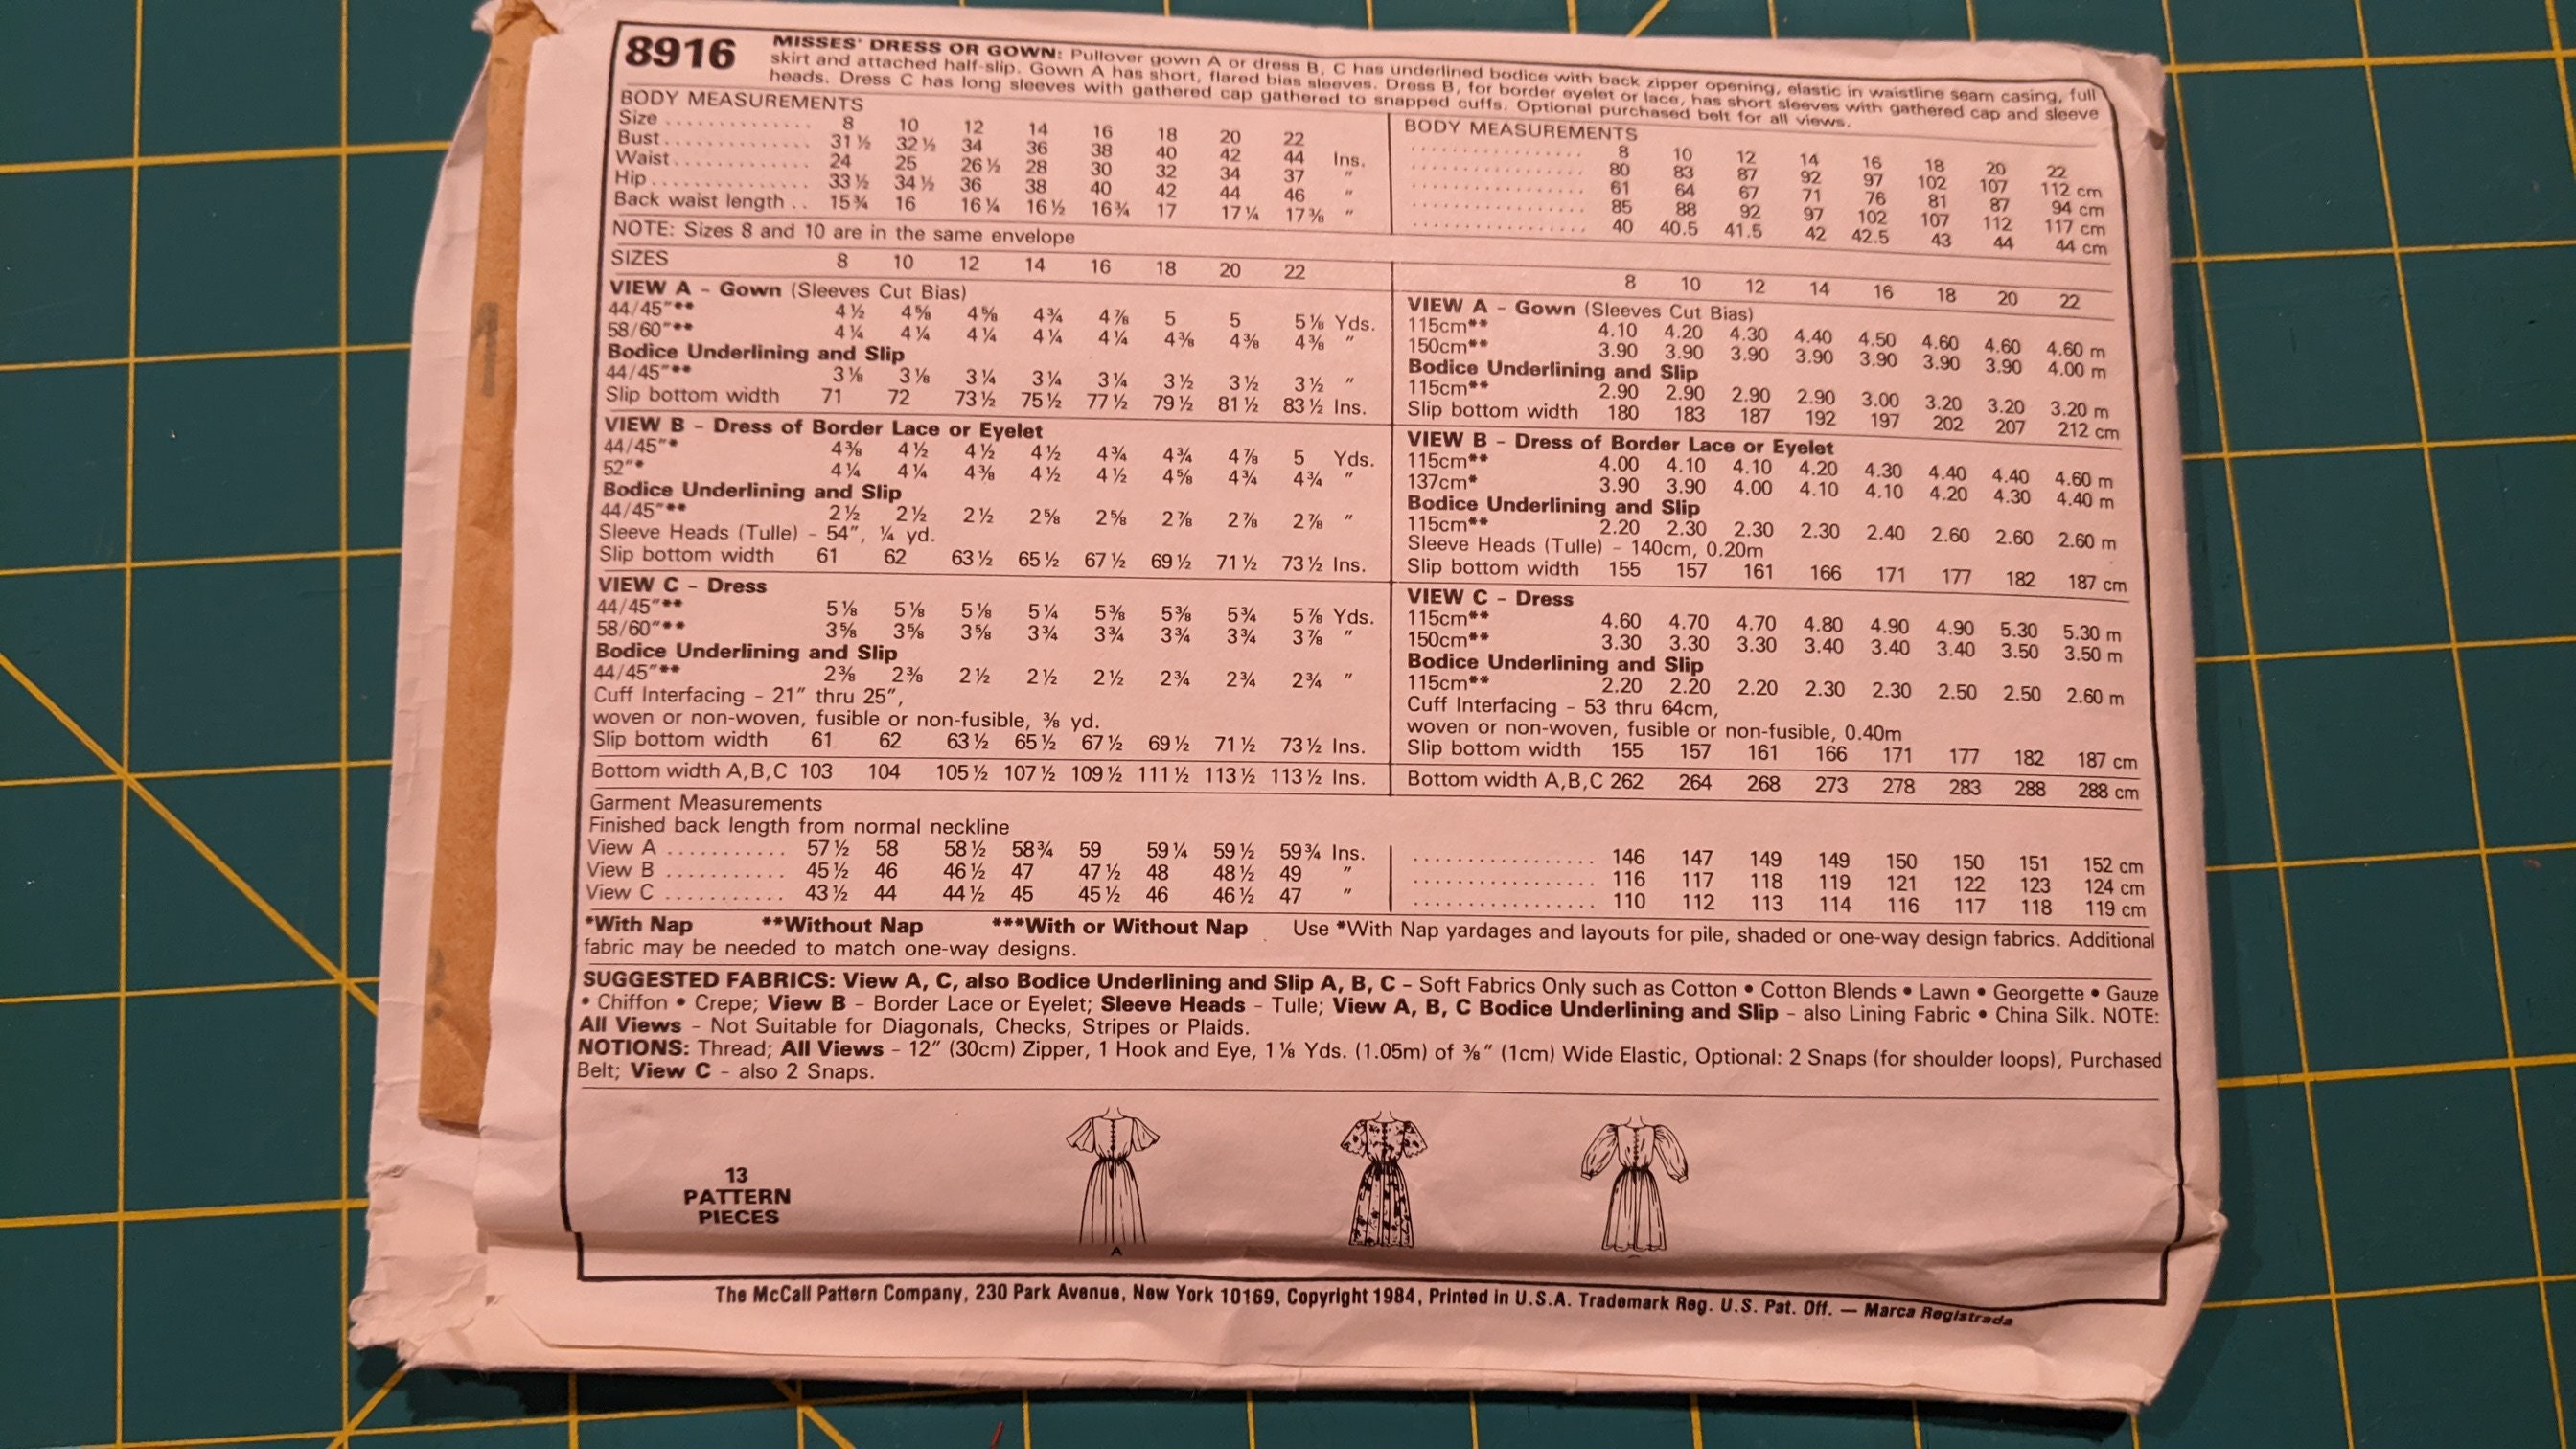 8916
MISSES' DRESS OR GOWN: Pullover gown A or dress B, C has underlined bodice with back zipper opening, elastic in waistline seam casing, full
skirt and attached half-slip. Gown A has short, flared bias sleeves. Dress B, for border eyelet or lace, has short sleeves with gathered cap and sleeve
heads. Dress C has long sleeves with gathered cap gathered to snapped cuffs. Optional purchased belt for all views.
BODY MEASUREMENTS
Size .............. 8 10 12 14 16 18 20 22
Bust .............. 31½ 32½ 34 36 38 40 42 44 Ins.
Waist .............. 24 25 26½ 28 30 32 34 37 "
Hip .............. 33½ 34½ 36 38 40 42 44 46 "
Back waist length .. 15¾ 16 16¼ 16½ 16¾ 17 17¼ 17⅜ "
BODY MEASUREMENTS
................ 8 10 12 14 16 18 20 22
................ 80 83 87 92 97 102 107 112 cm
................ 61 64 67 71 76 81 87 94 cm
................ 85 88 92 97 102 107 112 117 cm
................ 40 40.5 41.5 42 42.5 43 44 44 cm
NOTE: Sizes 8 and 10 are in the same envelope
SIZES 8 10 12 14 16 18 20 22
VIEW A – Gown (Sleeves Cut Bias)
44/45"** 4½ 4⅝ 4⅝ 4¾ 4⅞ 5 5 5⅛ Yds.
58/60"** 4¼ 4¼ 4¼ 4¼ 4¼ 4⅜ 4⅜ 4⅜ "
Bodice Underlining and Slip
44/45"** 3⅛ 3⅛ 3¼ 3¼ 3¼ 3½ 3½ 3½ "
Slip bottom width 71 72 73½ 75½ 77½ 79½ 81½ 83½ Ins.
VIEW B – Dress of Border Lace or Eyelet
44/45"* 4⅜ 4½ 4½ 4½ 4¾ 4¾ 4⅞ 5 Yds.
52"* 4¼ 4¼ 4⅜ 4½ 4½ 4⅝ 4¾ 4¾ "
Bodice Underlining and Slip
44/45"** 2½ 2½ 2½ 2⅝ 2⅝ 2⅞ 2⅞ 2⅞ "
Sleeve Heads (Tulle) – 54", ¼ yd.
Slip bottom width 61 62 63½ 65½ 67½ 69½ 71½ 73½ Ins.
VIEW C – Dress
44/45"** 5⅛ 5⅛ 5⅛ 5¼ 5⅜ 5⅜ 5¾ 5⅞ Yds.
58/60"** 3⅝ 3⅝ 3⅝ 3¾ 3¾ 3¾ 3¾ 3⅞ "
Bodice Underlining and Slip
44/45"** 2⅜ 2⅜ 2½ 2½ 2½ 2¾ 2¾ 2¾ "
Cuff Interfacing – 21" thru 25",
woven or non-woven, fusible or non-fusible, ⅜ yd.
Slip bottom width 61 62 63½ 65½ 67½ 69½ 71½ 73½ Ins.
Bottom width A,B,C 103 104 105½ 107½ 109½ 111½ 113½ 113½ Ins.
8 10 12 14 16 18 20 22
VIEW A – Gown (Sleeves Cut Bias)
115cm** 4.10 4.20 4.30 4.40 4.50 4.60 4.60 4.60 m
150cm** 3.90 3.90 3.90 3.90 3.90 3.90 3.90 4.00 m
Bodice Underlining and Slip
115cm** 2.90 2.90 2.90 2.90 3.00 3.20 3.20 3.20 m
Slip bottom width 180 183 187 192 197 202 207 212 cm
VIEW B – Dress of Border Lace or Eyelet
115cm** 4.00 4.10 4.10 4.20 4.30 4.40 4.40 4.60 m
137cm* 3.90 3.90 4.00 4.10 4.10 4.20 4.30 4.40 m
Bodice Underlining and Slip
115cm** 2.20 2.30 2.30 2.30 2.40 2.60 2.60 2.60 m
Sleeve Heads (Tulle) – 140cm, 0.20m
Slip bottom width 155 157 161 166 171 177 182 187 cm
VIEW C – Dress
115cm** 4.60 4.70 4.70 4.80 4.90 4.90 5.30 5.30 m
150cm** 3.30 3.30 3.30 3.40 3.40 3.40 3.50 3.50 m
Bodice Underlining and Slip
115cm** 2.20 2.20 2.20 2.30 2.30 2.50 2.50 2.60 m
Cuff Interfacing – 53 thru 64cm,
woven or non-woven, fusible or non-fusible, 0.40m
Slip bottom width 155 157 161 166 171 177 182 187 cm
Bottom width A,B,C 262 264 268 273 278 283 288 288 cm
Garment Measurements
Finished back length from normal neckline
View A ........... 57½ 58 58½ 58¾ 59 59¼ 59½ 59¾ Ins. ................. 146 147 149 149 150 150 151 152 cm
View B ........... 45½ 46 46½ 47 47½ 48 48½ 49 " ................. 116 117 118 119 121 122 123 124 cm
View C ........... 43½ 44 44½ 45 45½ 46 46½ 47 " ................. 110 112 113 114 116 117 118 119 cm
*With Nap **Without Nap ***With or Without Nap . Use *With Nap yardages and layouts for pile, shaded or one-way design fabrics. Additional
fabric may be needed to match one-way designs.
SUGGESTED FABRICS: View A, C, also Bodice Underlining and Slip A, B, C – Soft Fabrics Only such as Cotton • Cotton Blends • Lawn • Georgette • Gauze
• Chiffon • Crepe; View B – Border Lace or Eyelet; Sleeve Heads – Tulle; View A, B, C Bodice Underlining and Slip – also Lining Fabric • China Silk. NOTE:
All Views – Not Suitable for Diagonals, Checks, Stripes or Plaids.
NOTIONS: Thread; All Views – 12" (30cm) Zipper, 1 Hook and Eye, 1⅛ Yds. (1.05m) of ⅜" (1cm) Wide Elastic, Optional: 2 Snaps (for shoulder loops), Purchased
Belt; View C – also 2 Snaps.
13
PATTERN
PIECES
A
The McCall Pattern Company, 230 Park Avenue, New York 10169, Copyright 1984, Printed in U.S.A. Trademark Reg. U.S. Pat. Off. — Marca Registrada